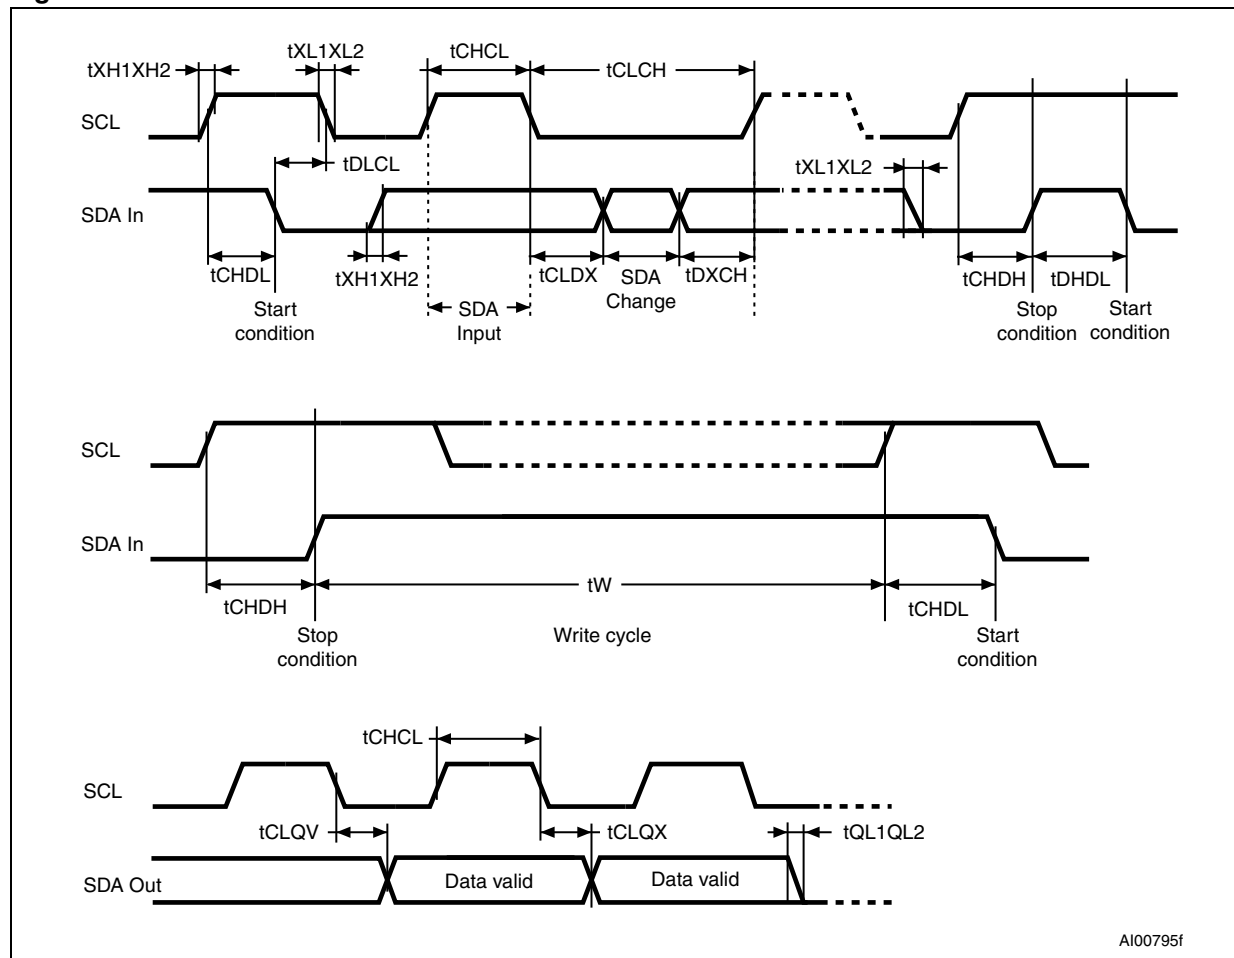 tXH1XH2
tXL1XL2
tCHCL
tCLCH
SCL
tDLCL
tXL1XL2
SDA In
tCHDL
tXH1XH2
tCLDX
SDA
Change
tDXCH
tCHDH
tDHDL
Start
condition
SDA
Input
Stop
condition
Start
condition
SCL
SDA In
tCHDH
tW
tCHDL
Stop
condition
Write cycle
Start
condition
tCHCL
SCL
tCLQV
tCLQX
tQL1QL2
SDA Out
Data valid
Data valid
AI00795f